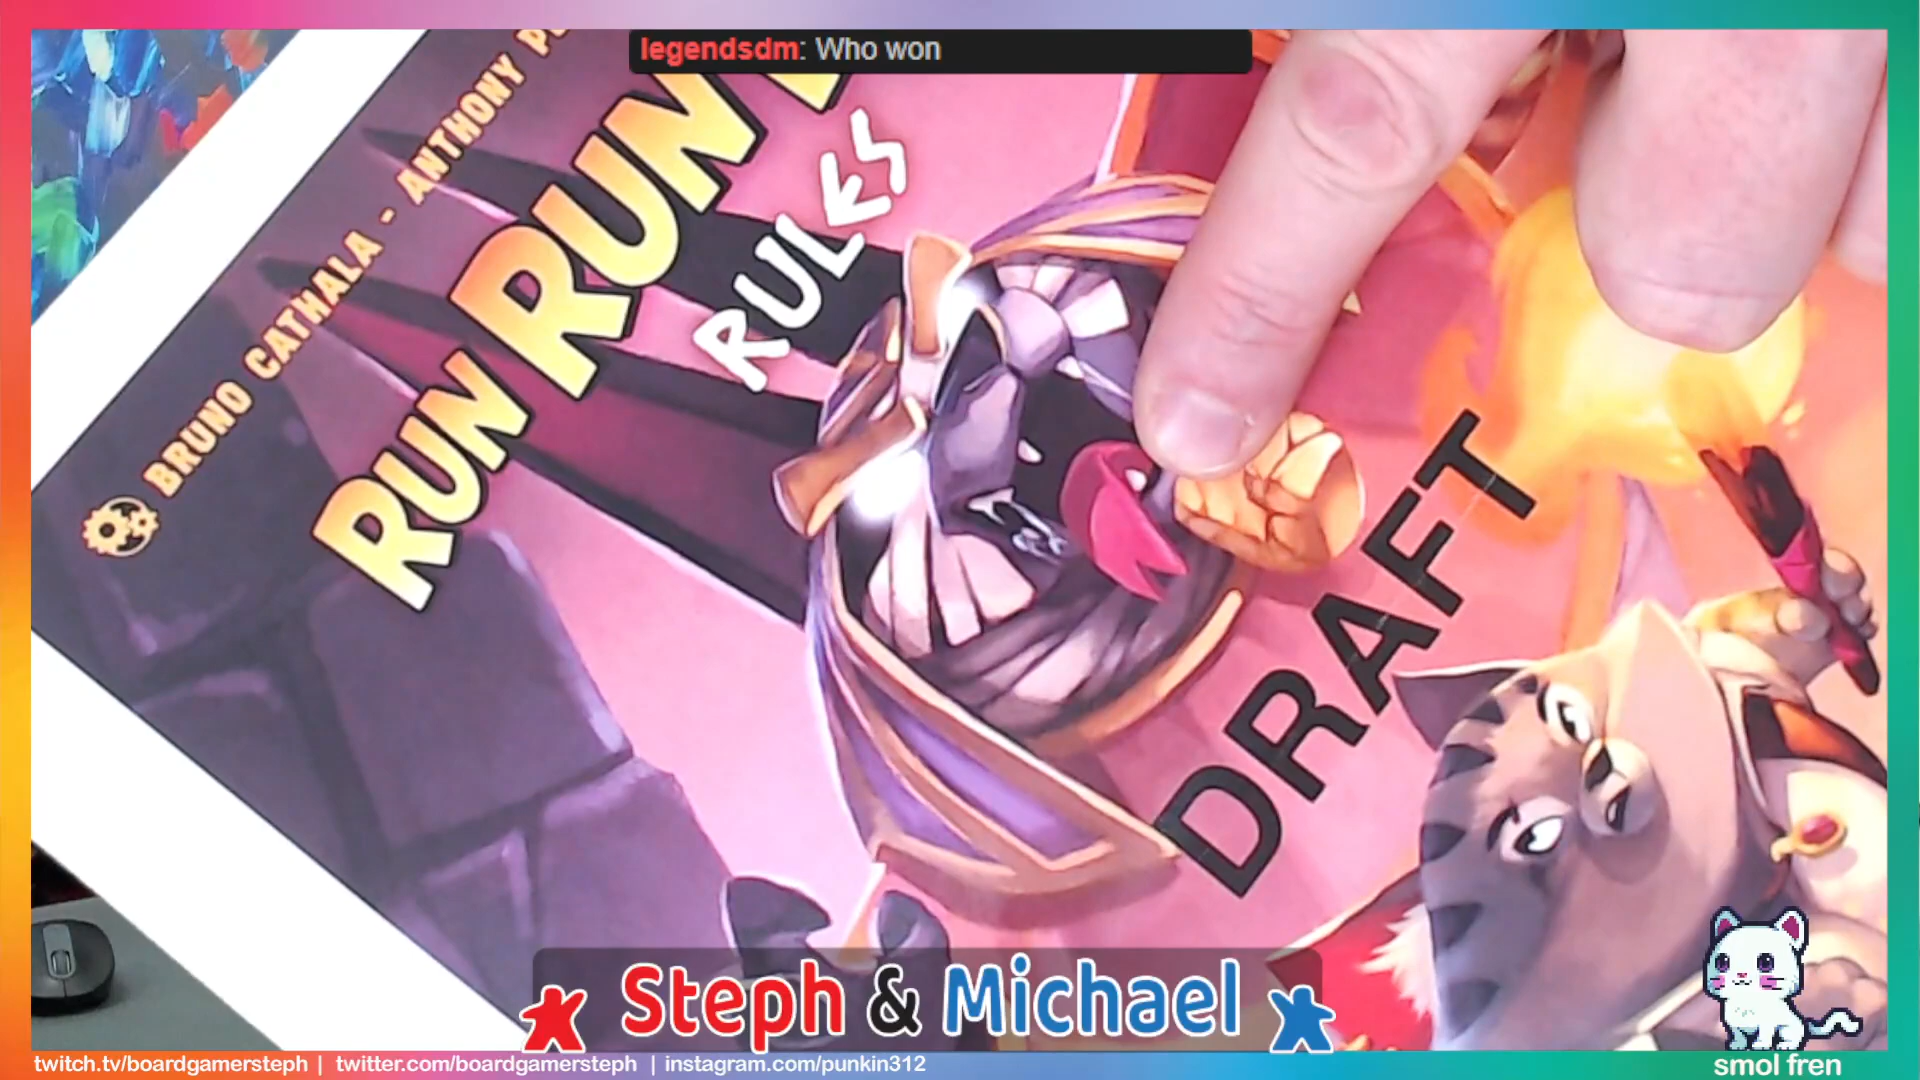 legendsdm: Who won
BRUNO CATHALA - ANTHONY
RUN RUN
RULES
DRAFT
Steph & Michael
twitch.tv/boardgamersteph | twitter.com/boardgamersteph | instagram.com/punkin312
smol fren